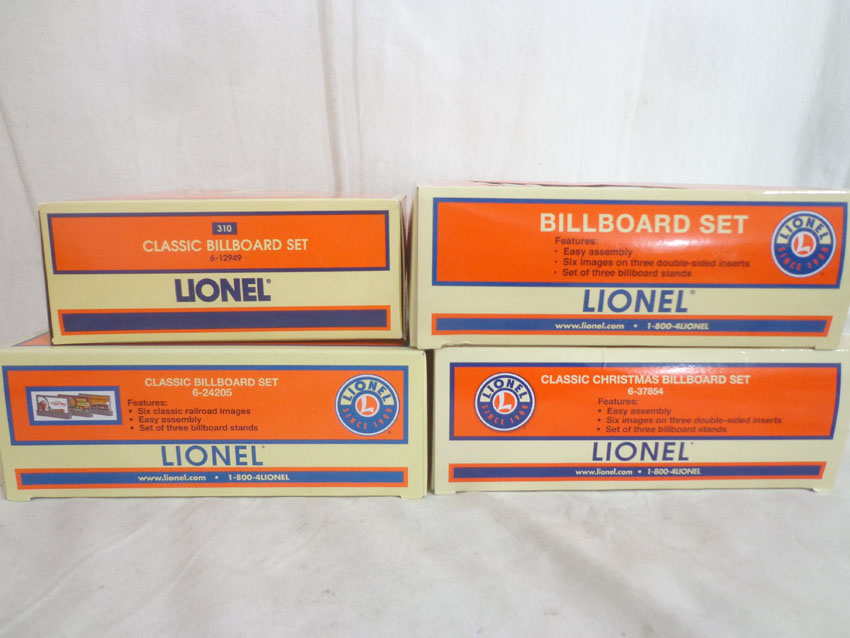 310
CLASSIC BILLBOARD SET
6-12949
LIONEL®
BILLBOARD SET
Features:
• Easy assembly
• Six images on three double-sided inserts
• Set of three billboard stands
LIONEL
L
SINCE 1900
LIONEL®
www.lionel.com • 1-800-4LIONEL
CLASSIC BILLBOARD SET
6-24205
Features:
• Six classic railroad images
• Easy assembly
• Set of three billboard stands
LIONEL
L
SINCE 1900
LIONEL®
www.lionel.com • 1-800-4LIONEL
LIONEL
L
SINCE 1900
CLASSIC CHRISTMAS BILLBOARD SET
6-37854
Features:
• Easy assembly
• Six images on three double-sided inserts
• Set of three billboard stands
LIONEL®
www.lionel.com • 1-800-4LIONEL